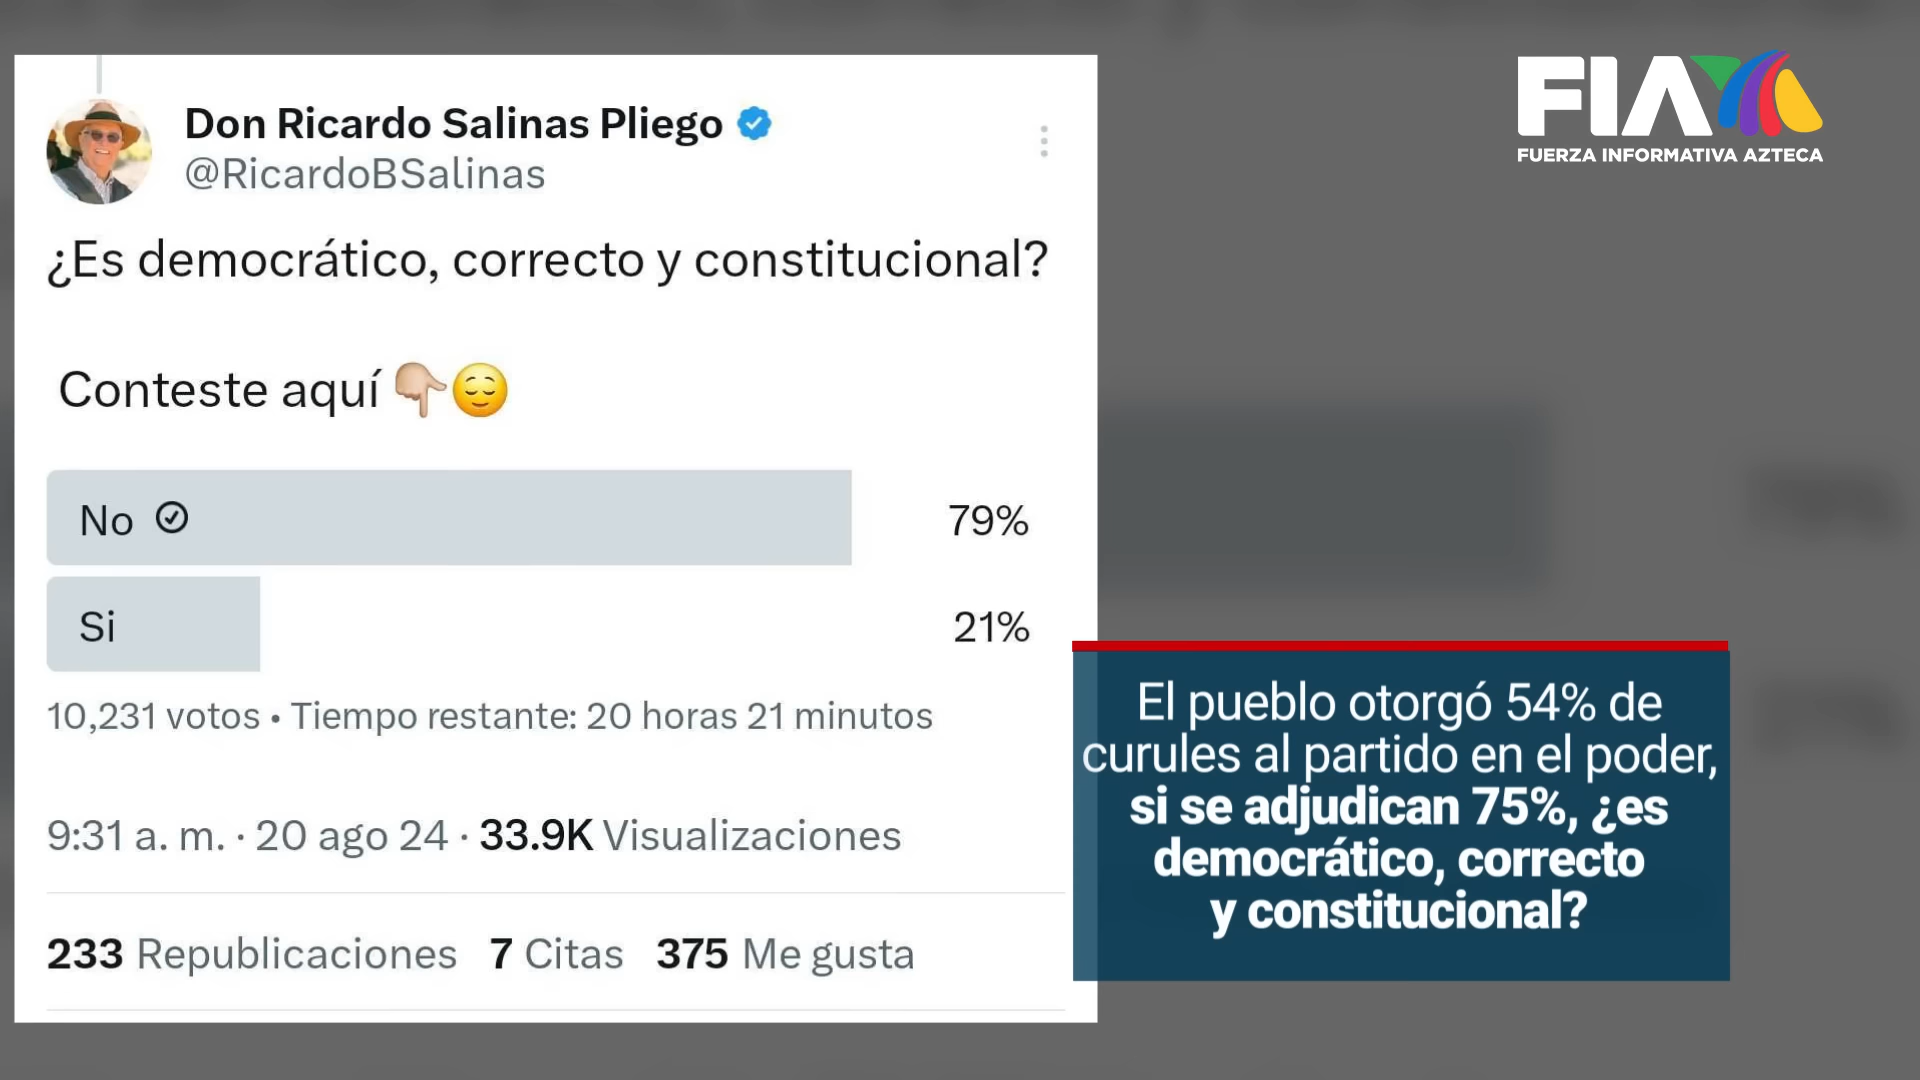 Don Ricardo Salinas Pliego
@RicardoBSalinas
¿Es democrático, correcto y constitucional?
Conteste aquí 👇🏼😌
No
79%
Si
21%
10,231 votos • Tiempo restante: 20 horas 21 minutos
9:31 a. m. · 20 ago 24 · 33.9K Visualizaciones
233 Republicaciones 7 Citas 375 Me gusta
FIA
FUERZA INFORMATIVA AZTECA
El pueblo otorgó 54% de
curules al partido en el poder,
si se adjudican 75%, ¿es
democrático, correcto
y constitucional?